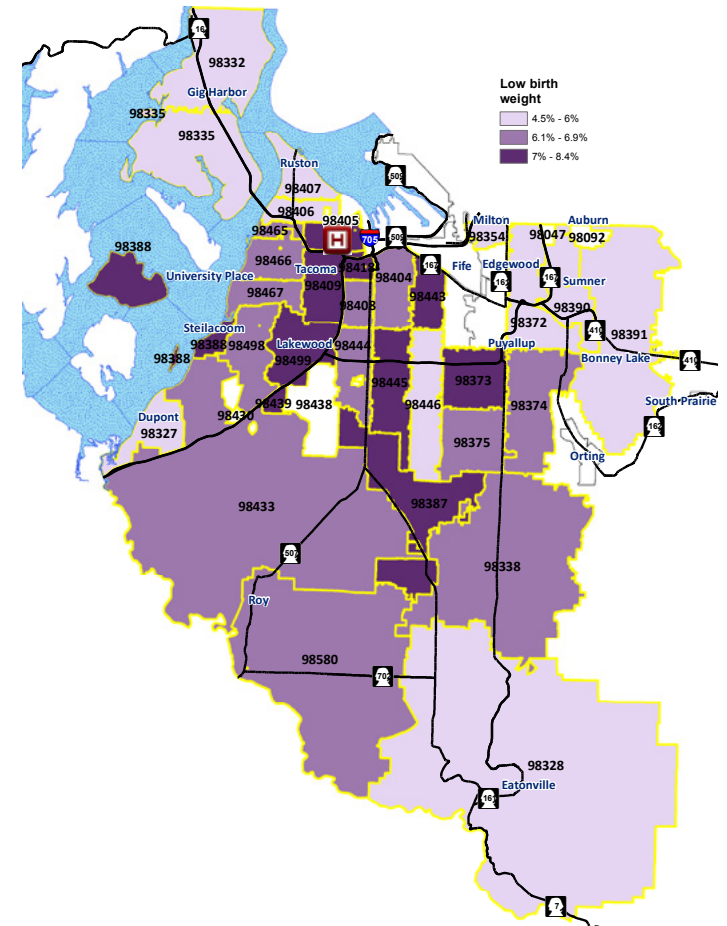 16
98332
Gig Harbor
98335
98335
Low birth
weight
4.5% - 6%
6.1% - 6.9%
7% - 8.4%
Ruston
98407
98406
98405
98465
H
705
509
509
Milton
98354
98047
Auburn
98092
98388
98466
Tacoma
98418
98404
167
Fife
Edgewood
167
Sumner
University Place
98467
98409
98408
98443
98390
98372
410
98391
Steilacoom
98388
98498
Lakewood
98444
Puyallup
98388
98499
Bonney Lake
410
98445
98373
98439
98438
98446
98374
South Prairie
Dupont
98327
98430
98375
162
Orting
98433
98387
507
98338
Roy
98580
702
98328
Eatonville
161
7